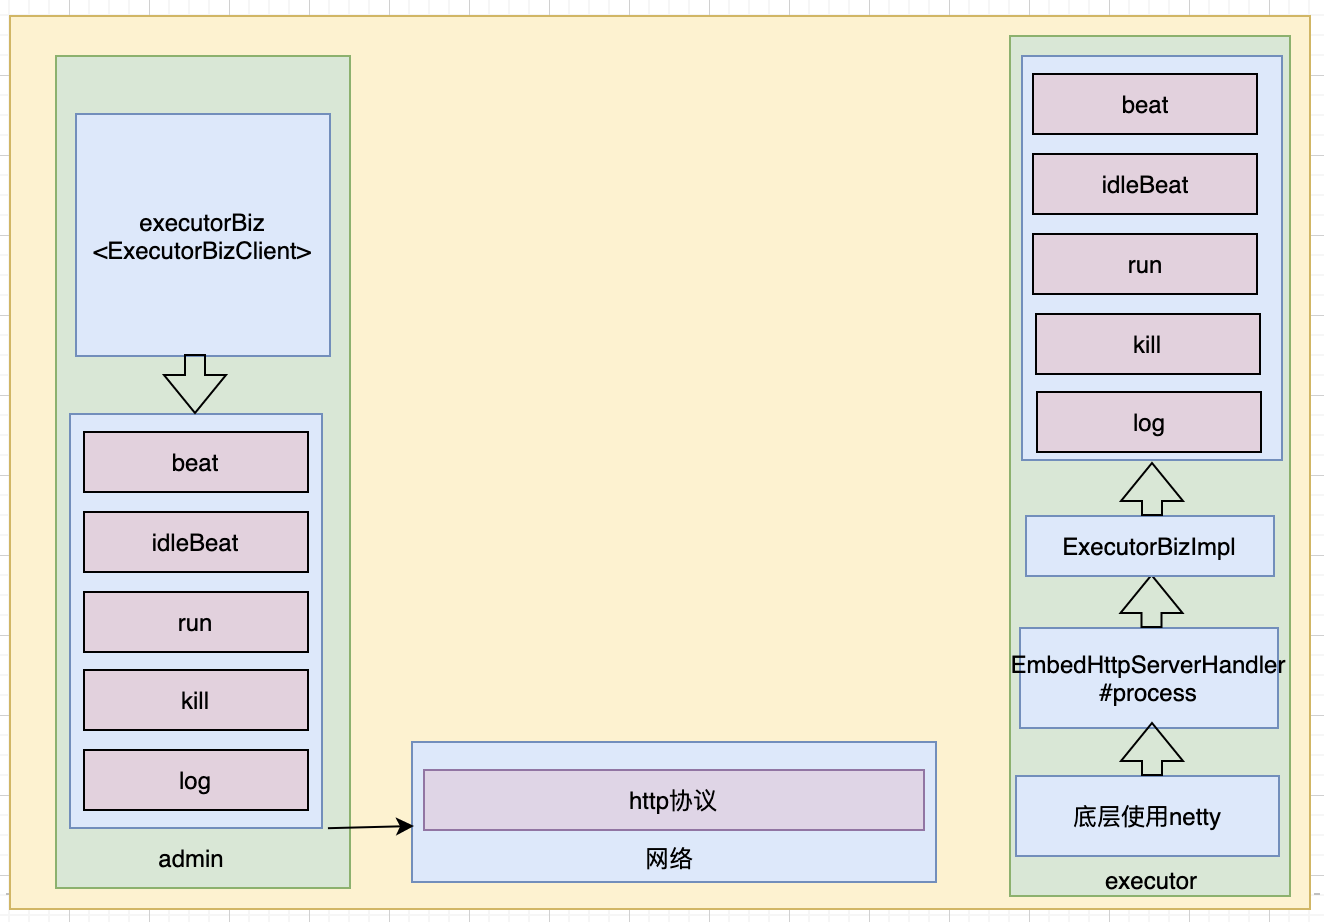 executorBiz
<ExecutorBizClient>
beat
idleBeat
run
kill
log
admin
http协议
网络
beat
idleBeat
run
kill
log
ExecutorBizImpl
EmbedHttpServerHandler
#process
底层使用netty
executor